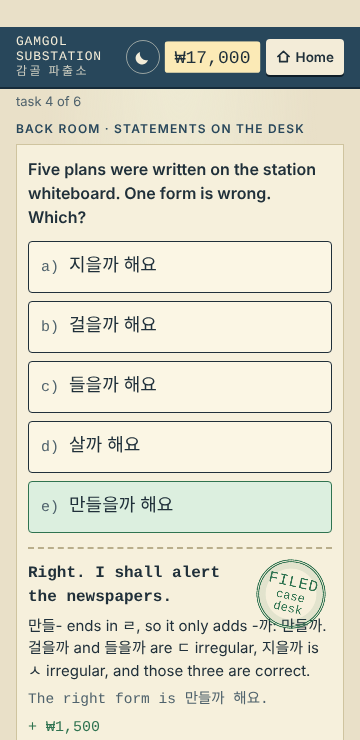 GAMGOL
SUBSTATION
감골 파출소
₩17,000
Home
task 4 of 6
BACK ROOM · STATEMENTS ON THE DESK
Five plans were written on the station
whiteboard. One form is wrong.
Which?
a) 지을까 해요
b) 걸을까 해요
c) 들을까 해요
d) 살까 해요
e) 만들을까 해요
Right. I shall alert
the newspapers.
FILED
case
desk
만들- ends in ㄹ, so it only adds -까: 만들까.
걸을까 and 들을까 are ㄷ irregular, 지을까 is
ㅅ irregular, and those three are correct.
The right form is 만들까 해요.
+ ₩1,500